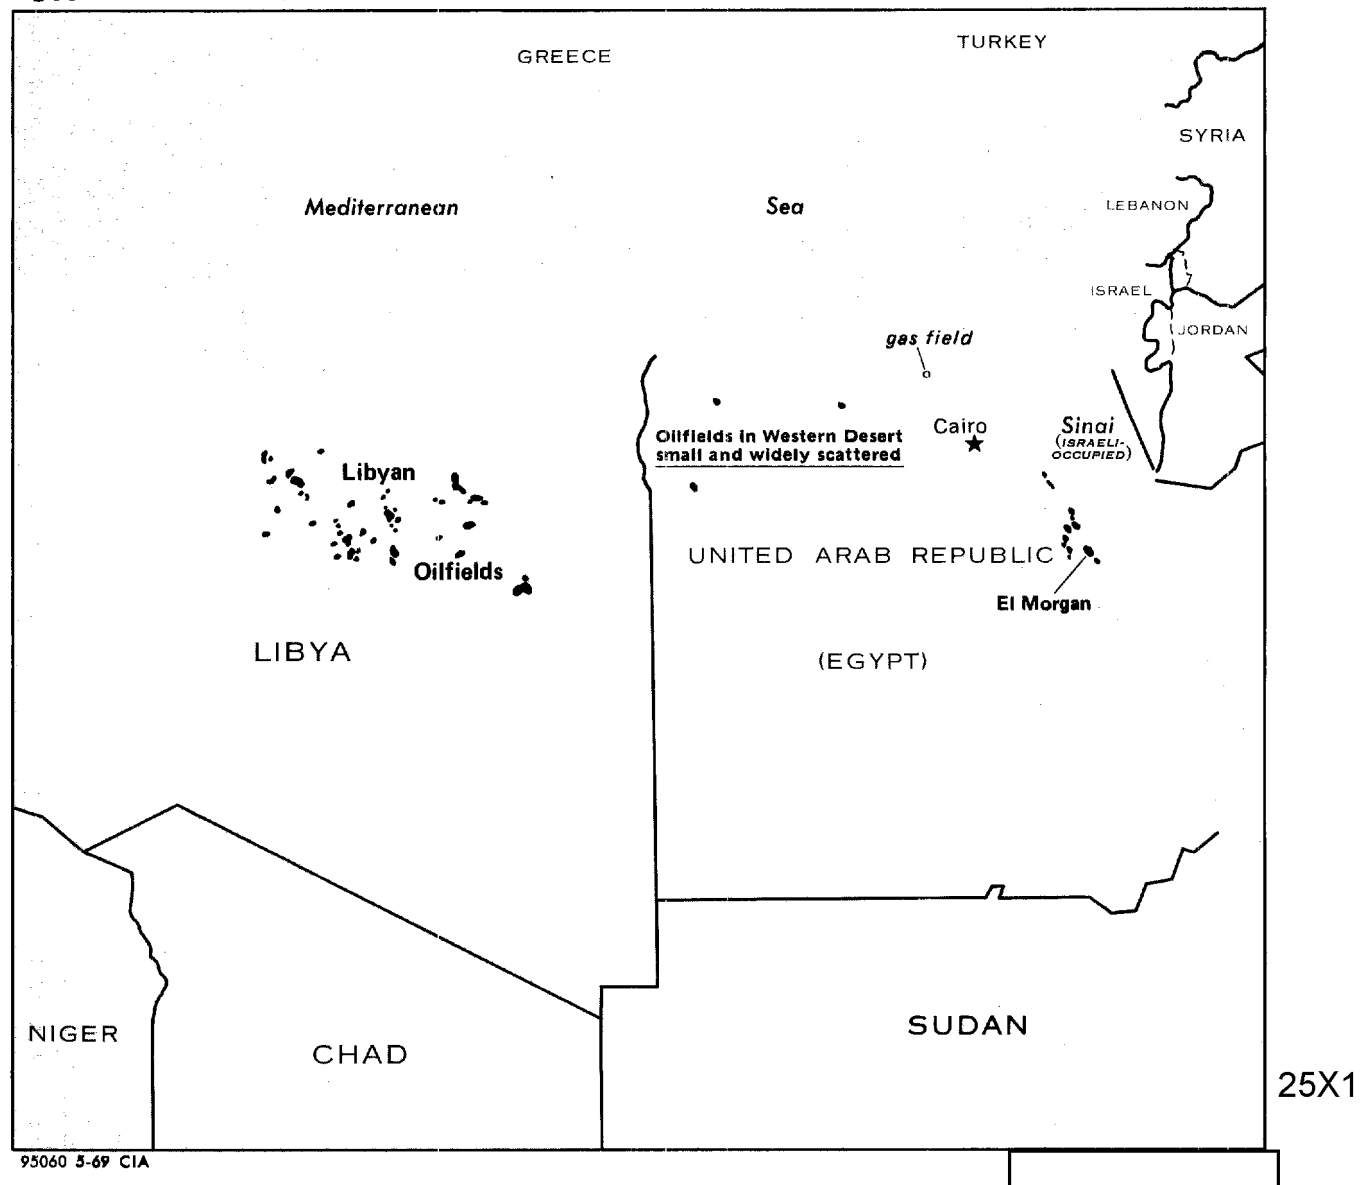 GREECE
TURKEY
SYRIA
Mediterranean Sea
LEBANON
ISRAEL
JORDAN
gas field
Cairo
Sinai
(ISRAELI-
OCCUPIED)
Oilfields in Western Desert
small and widely scattered
Libyan
Oilfields
UNITED ARAB REPUBLIC
El Morgan
LIBYA
(EGYPT)
NIGER
CHAD
SUDAN
25X1
95060 5-69 CIA